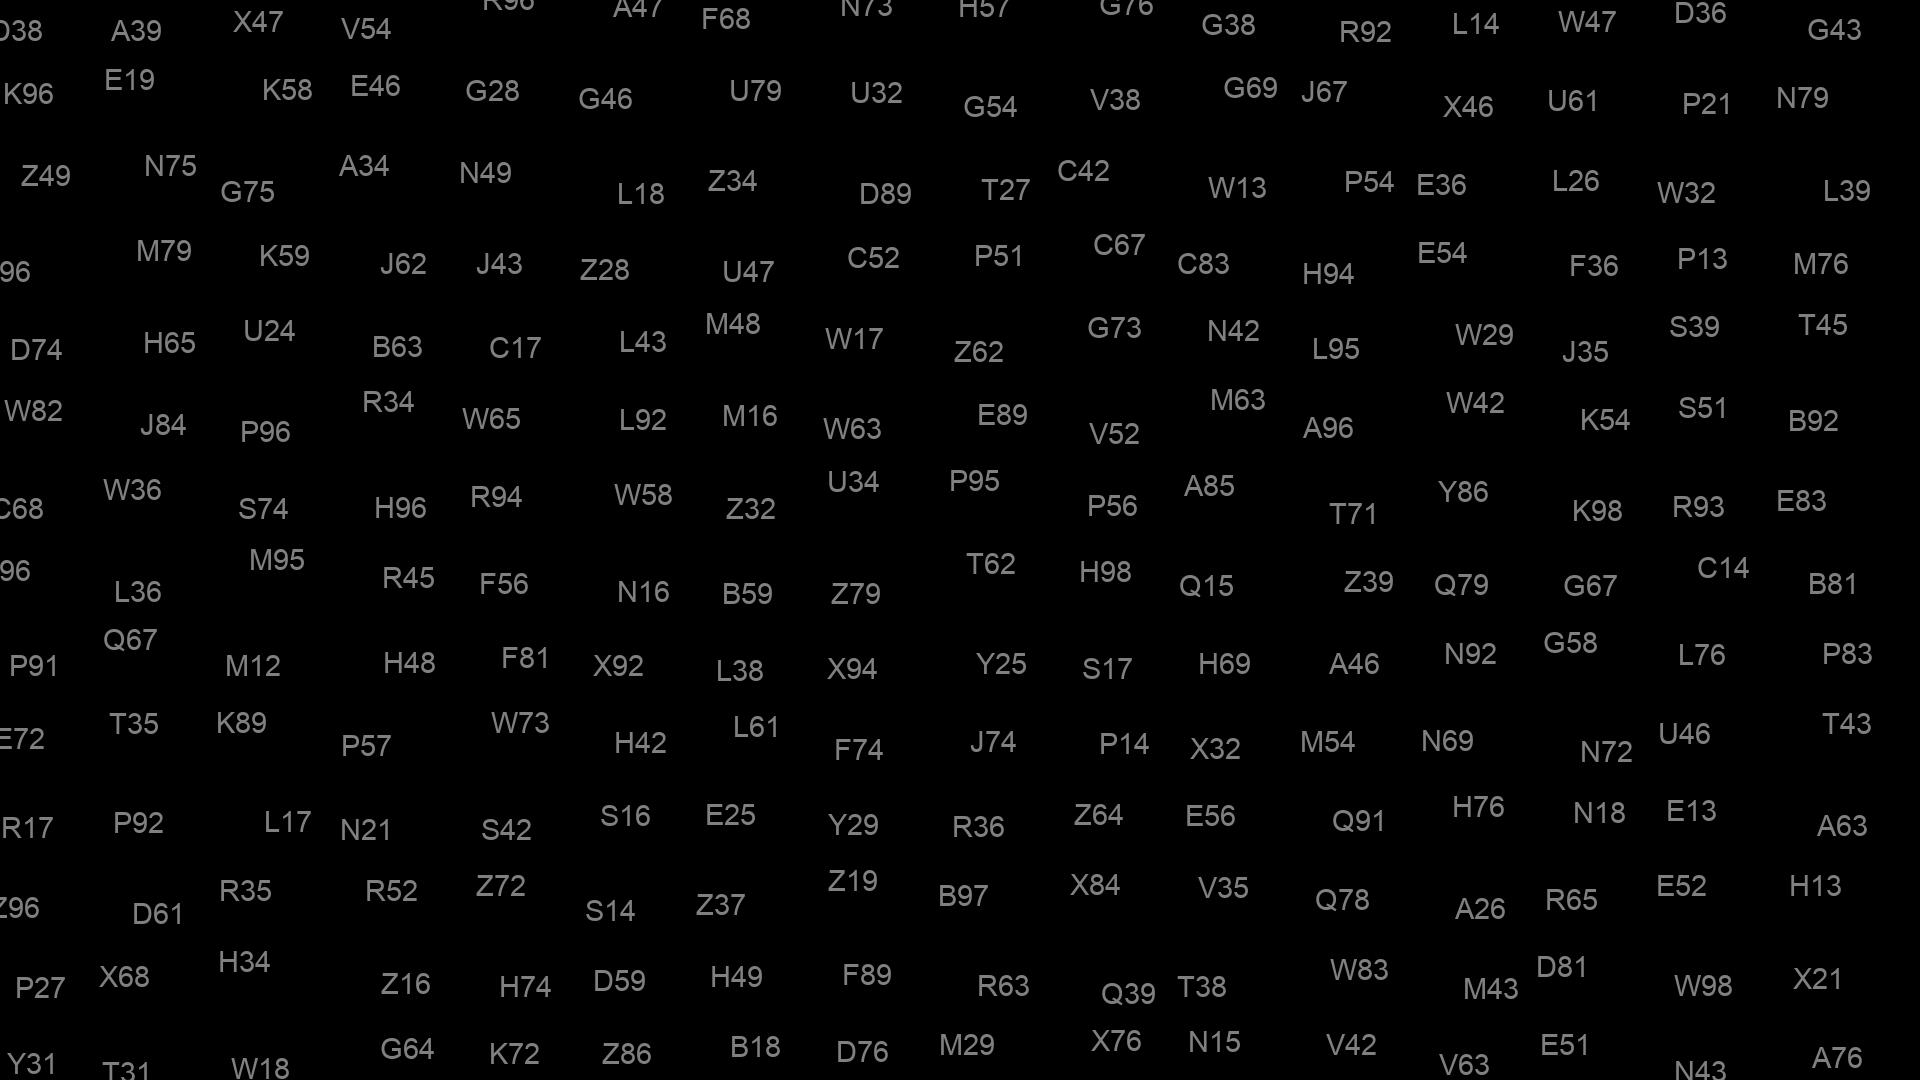 D38 A39 X47 V54 R96 A47 F68 N73 H57 G76 G38 R92 L14 W47 D36 G43
K96 E19 K58 E46 G28 G46 U79 U32 G54 V38 G69 J67 X46 U61 P21 N79
Z49 N75 G75 A34 N49 L18 Z34 D89 T27 C42 W13 P54 E36 L26 W32 L39
96 M79 K59 J62 J43 Z28 U47 C52 P51 C67 C83 H94 E54 F36 P13 M76
D74 H65 U24 B63 C17 L43 M48 W17 Z62 G73 N42 L95 W29 J35 S39 T45
W82 J84 P96 R34 W65 L92 M16 W63 E89 V52 M63 A96 W42 K54 S51 B92
C68 W36 S74 H96 R94 W58 Z32 U34 P95 P56 A85 T71 Y86 K98 R93 E83
96 L36 M95 R45 F56 N16 B59 Z79 T62 H98 Q15 Z39 Q79 G67 C14 B81
P91 Q67 M12 H48 F81 X92 L38 X94 Y25 S17 H69 A46 N92 G58 L76 P83
E72 T35 K89 P57 W73 H42 L61 F74 J74 P14 X32 M54 N69 N72 U46 T43
R17 P92 L17 N21 S42 S16 E25 Y29 R36 Z64 E56 Q91 H76 N18 E13 A63
Z96 D61 R35 R52 Z72 S14 Z37 Z19 B97 X84 V35 Q78 A26 R65 E52 H13
P27 X68 H34 Z16 H74 D59 H49 F89 R63 Q39 T38 W83 M43 D81 W98 X21
Y31 T31 W18 G64 K72 Z86 B18 D76 M29 X76 N15 V42 V63 E51 N43 A76